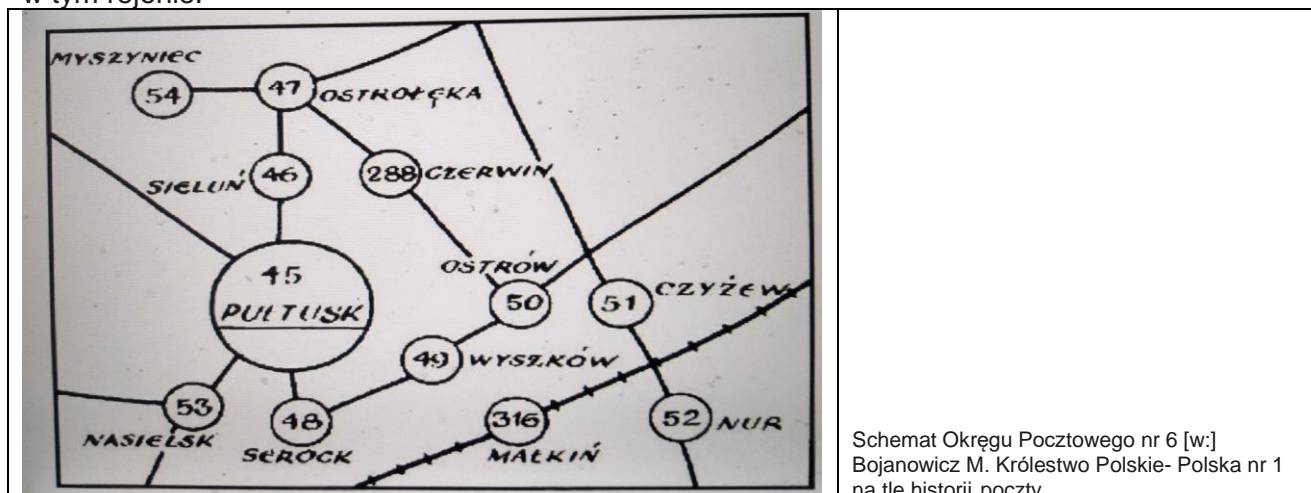 w tym rejonie.
MYSZYNIEC
54
47
OSTROŁĘKA
SIELUŃ
46
288
CZERWIN
45
PUŁTUSK
OSTRÓW
50
51
CZYŻEW
49
WYSZKÓW
53
NASIELSK
48
SEROCK
316
MAŁKIŃ
52
NUR
Schemat Okręgu Pocztowego nr 6 [w:]
Bojanowicz M. Królestwo Polskie- Polska nr 1
na tle historii poczty